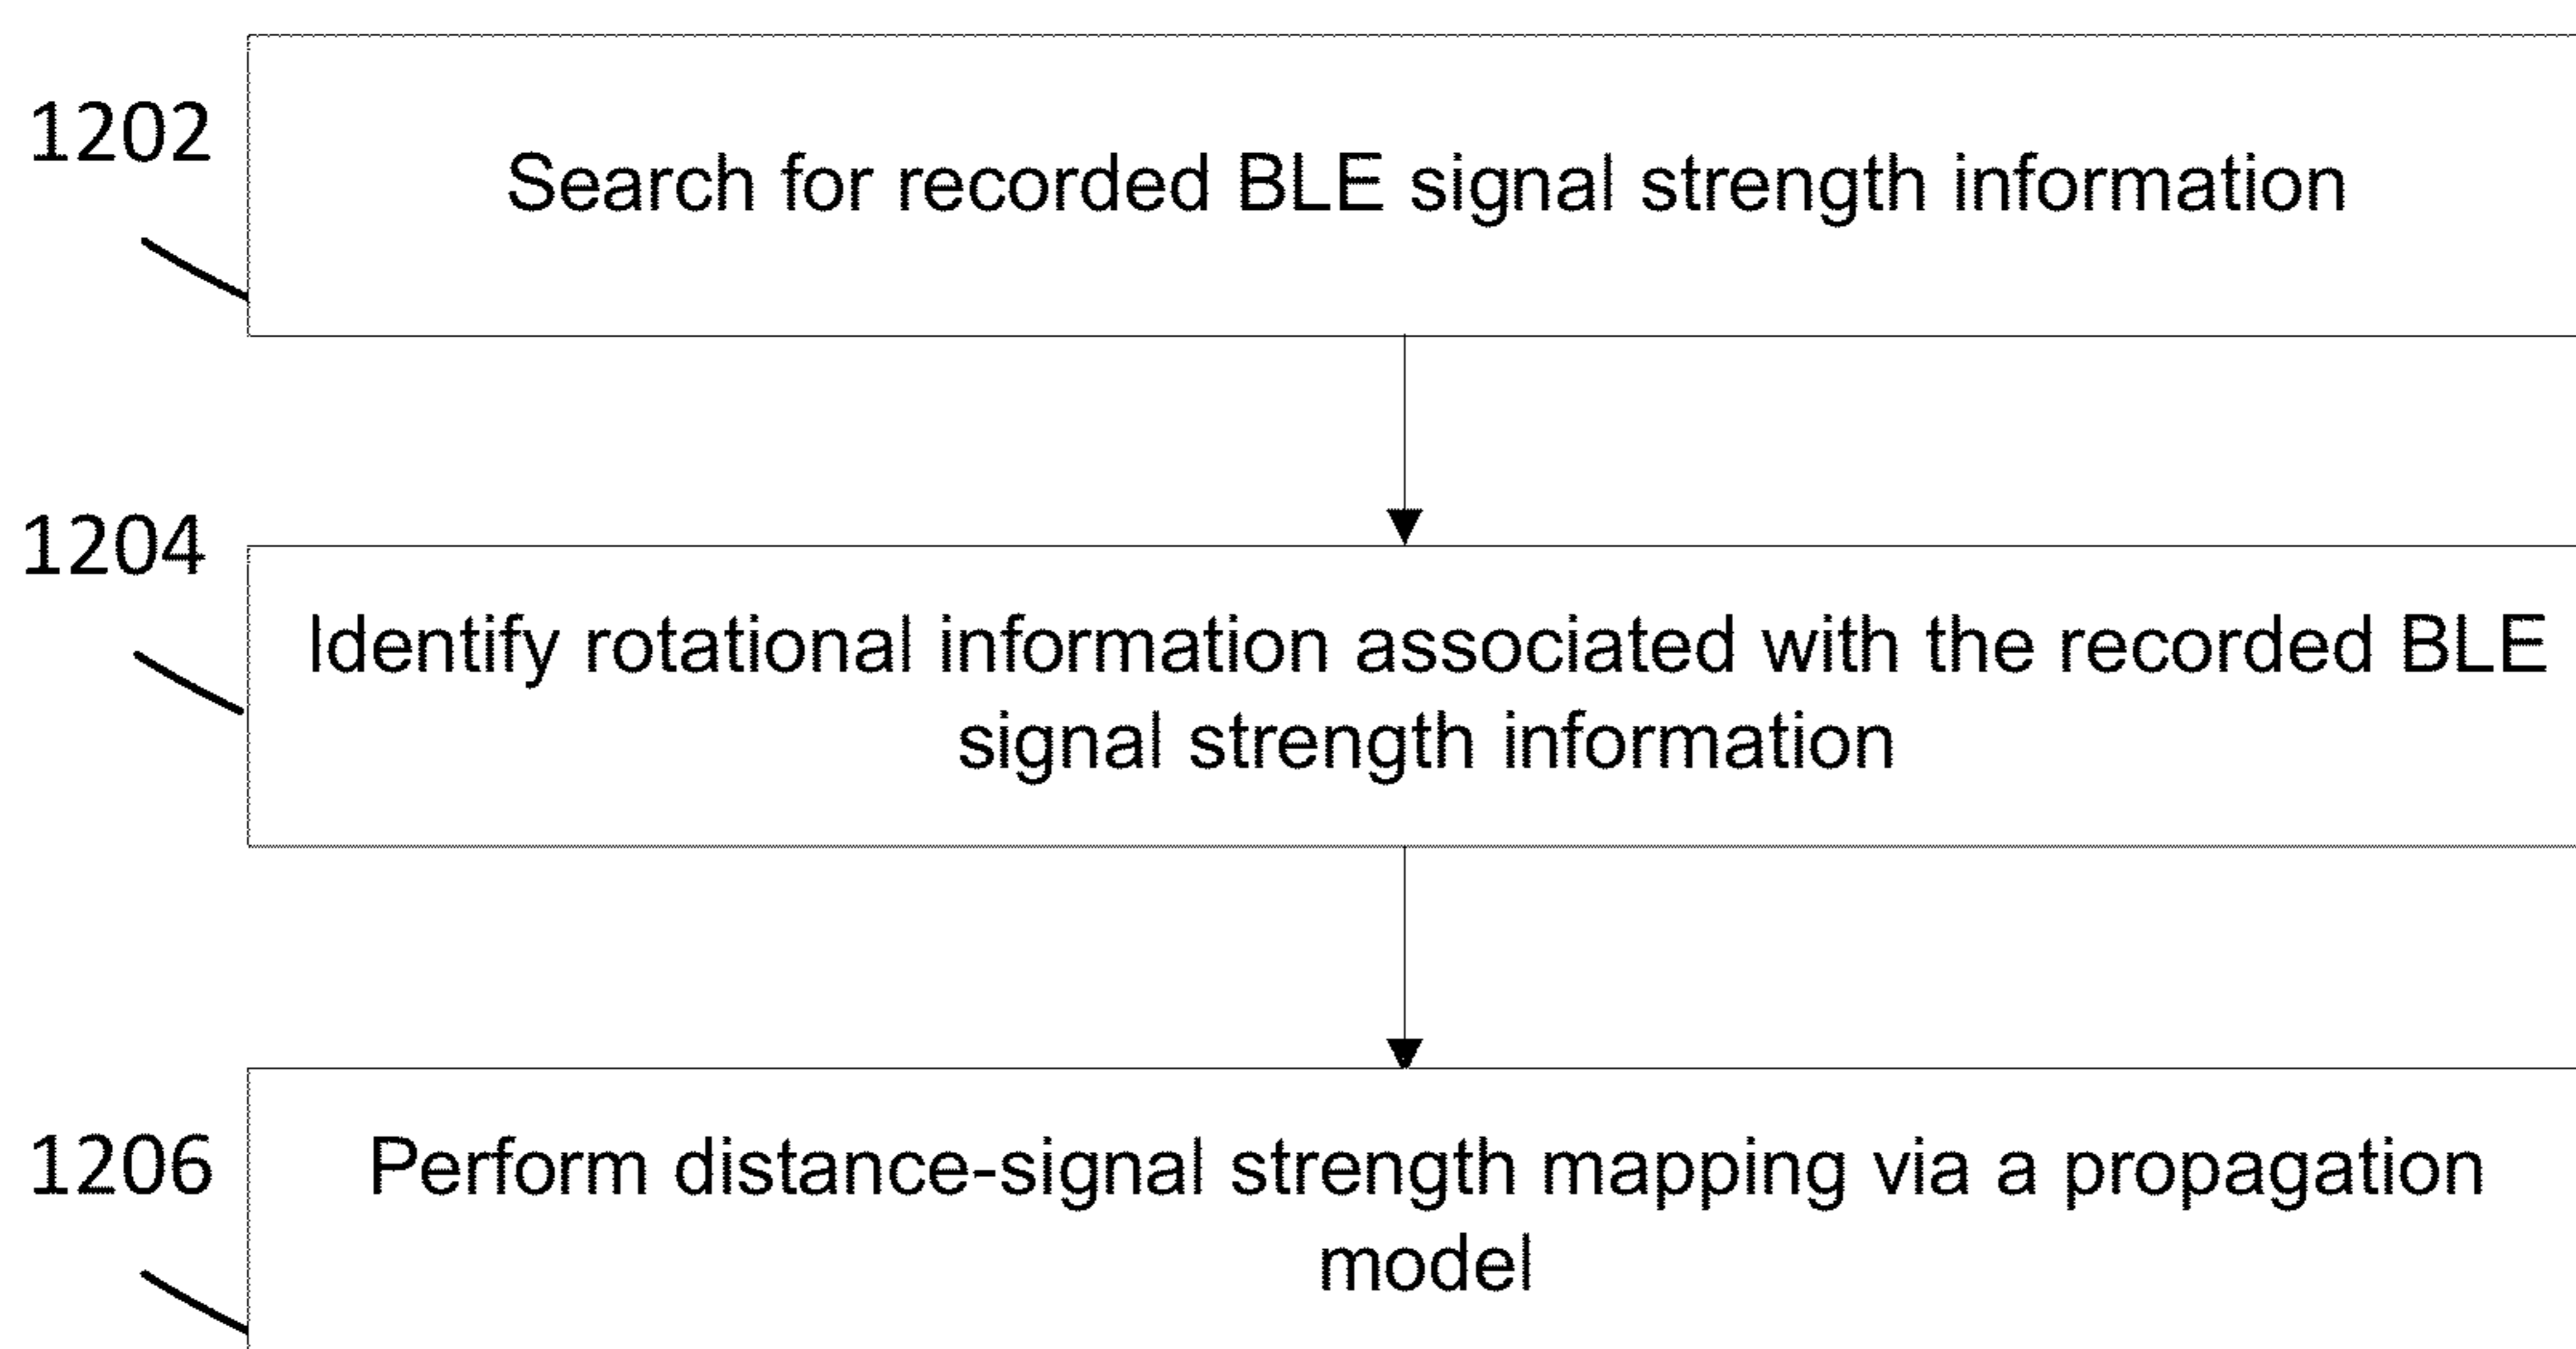 1202
Search for recorded BLE signal strength information
1204
Identify rotational information associated with the recorded BLE
signal strength information
1206
Perform distance-signal strength mapping via a propagation
model